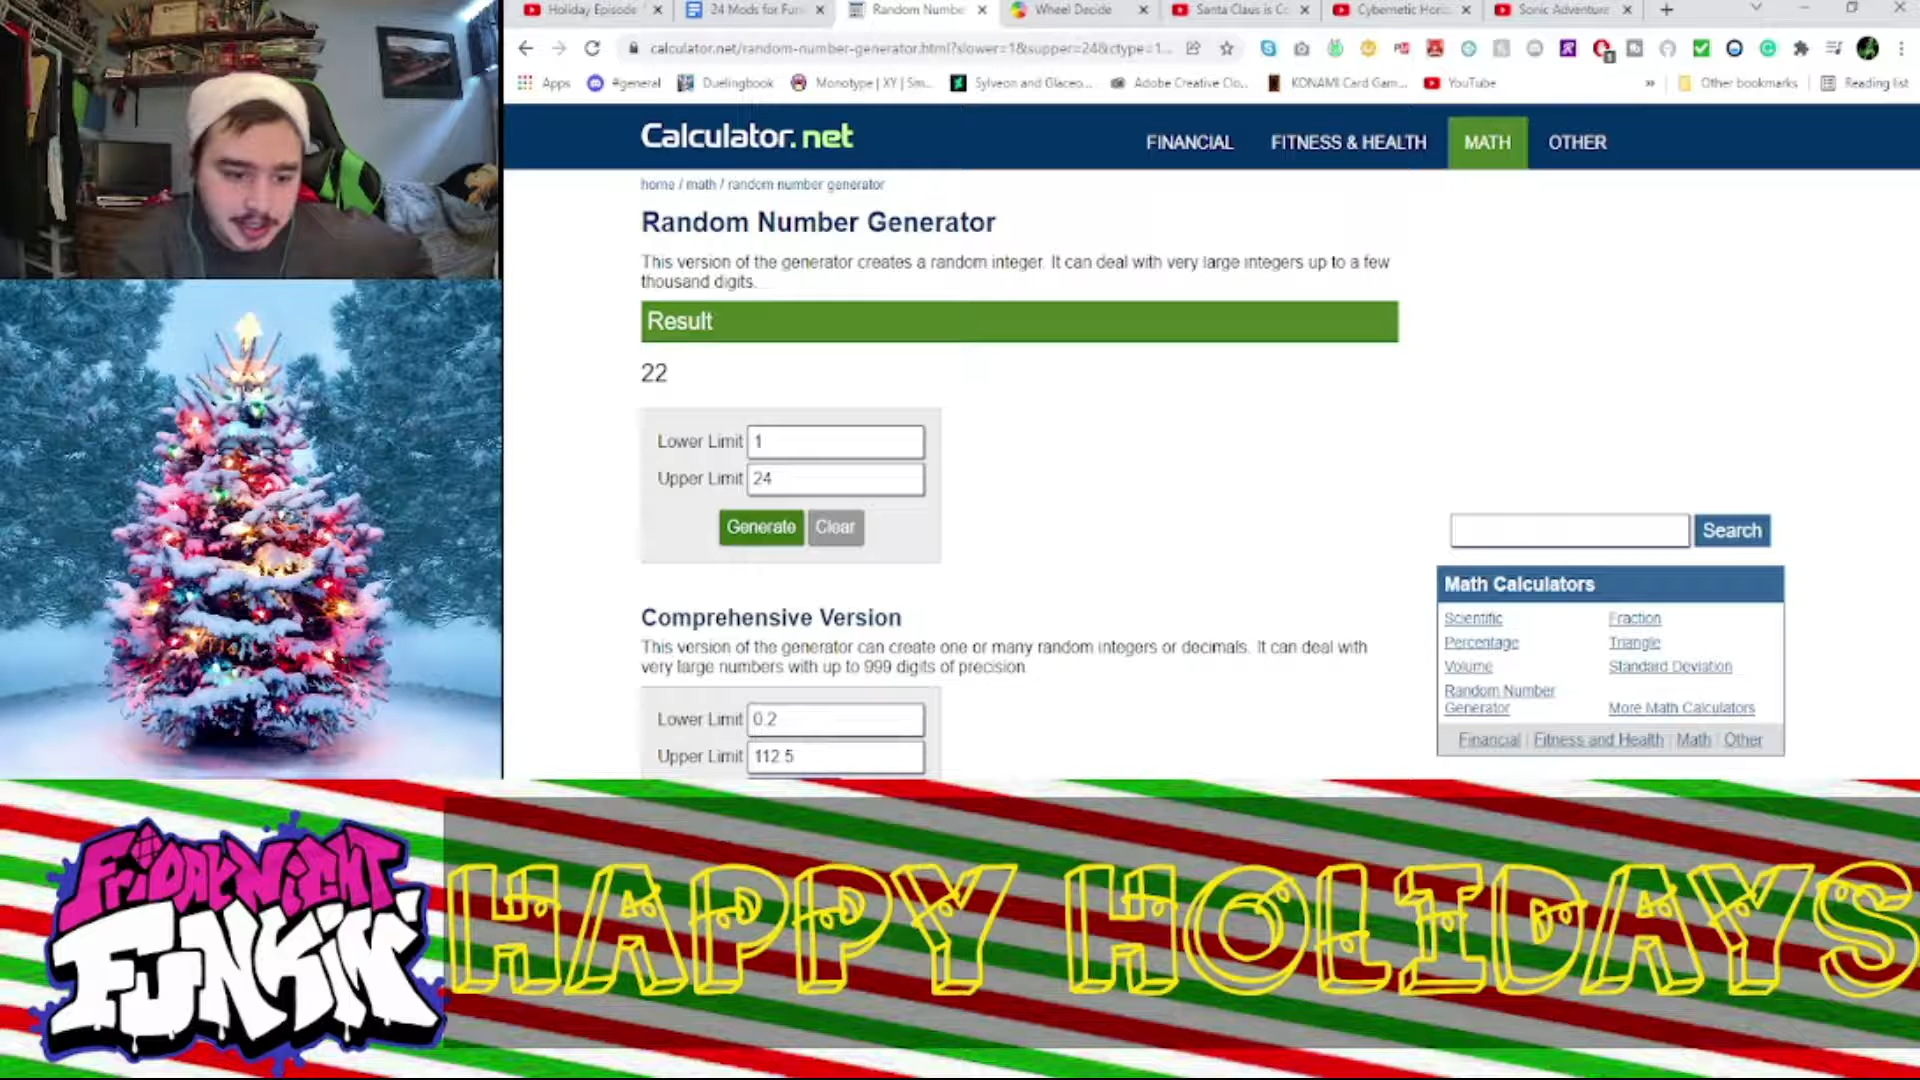 Holiday Episode
24 Mods for Fun
Random Numbe
Wheel Decide
Santa Claus is C
Cybernetic Hori
Sonic Adventure
calculator.net/random-number-generator.html?slower=1&supper=24&ctype=1...
Apps
#general
Duelingbook
Monotype | XY | Sm...
Sylveon and Glaceo...
Adobe Creative Clo...
KONAMI Card Gam...
YouTube
»
Other bookmarks
Reading list
Calculator.net
FINANCIAL
FITNESS & HEALTH
MATH
OTHER
home / math / random number generator
Random Number Generator
This version of the generator creates a random integer. It can deal with very large integers up to a few
thousand digits.
Result
22
Lower Limit 1
Upper Limit 24
Generate Clear
Search
Comprehensive Version
This version of the generator can create one or many random integers or decimals. It can deal with
very large numbers with up to 999 digits of precision
Lower Limit 0.2
Upper Limit 112.5
Math Calculators
Scientific
Fraction
Percentage
Triangle
Volume
Standard Deviation
Random Number
Generator
More Math Calculators
Financial | Fitness and Health | Math | Other
FRIDAY NIGHT
FUNKIN'
HAPPY HOLIDAYS